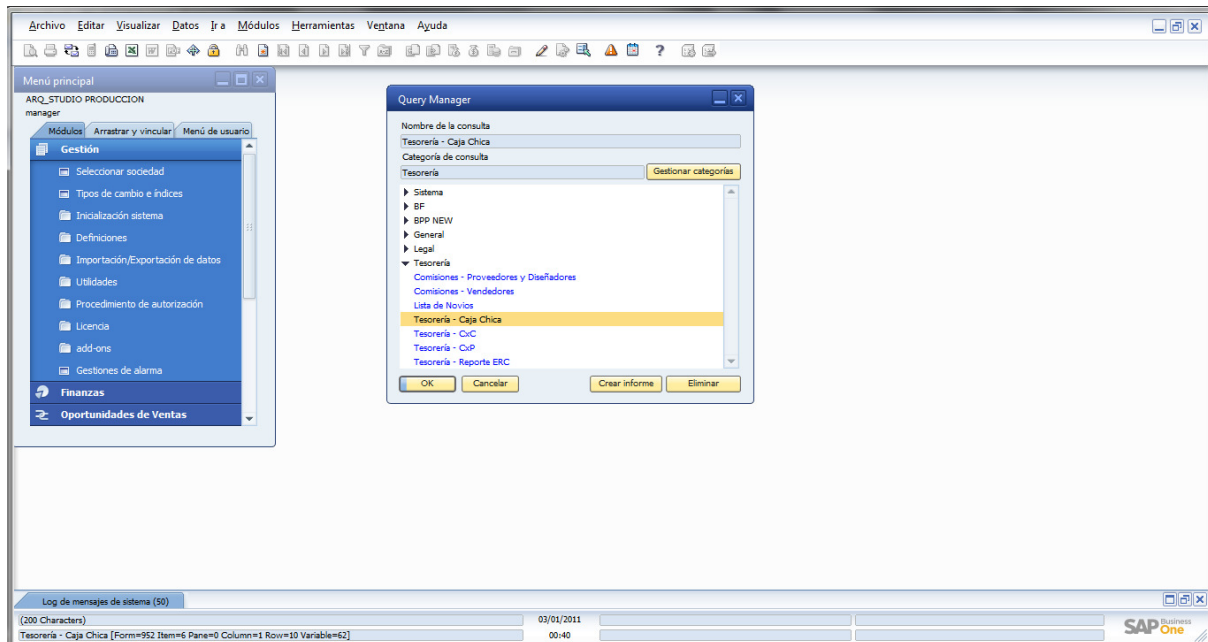 Archivo Editar Visualizar Datos Ir a Módulos Herramientas Ventana Ayuda
Menú principal
ARQ_STUDIO PRODUCCION
manager
Módulos Arrastrar y vincular Menú de usuario
Gestión
Seleccionar sociedad
Tipos de cambio e índices
Inicialización sistema
Definiciones
Importación/Exportación de datos
Utilidades
Procedimiento de autorización
Licencia
add-ons
Gestiones de alarma
Finanzas
Oportunidades de Ventas
Query Manager
Nombre de la consulta
Tesorería - Caja Chica
Categoría de consulta
Tesorería Gestionar categorías
Sistema
BF
BPP NEW
General
Legal
Tesorería
Comisiones - Proveedores y Diseñadores
Comisiones - Vendedores
Lista de Novios
Tesorería - Caja Chica
Tesorería - CxC
Tesorería - CxP
Tesorería - Reporte ERC
OK Cancelar Crear informe Eliminar
Log de mensajes de sistema (50)
(200 Characters) 03/01/2011
Tesorería - Caja Chica [Form=952 Item=6 Pane=0 Column=1 Row=10 Variable=62] 00:40
SAP Business One